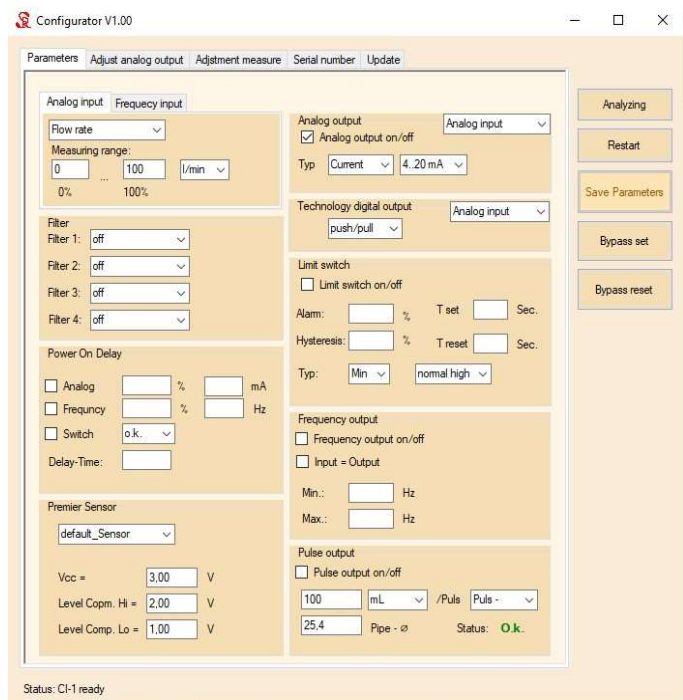 Configurator V1.00
Parameters Adjust analog output Adjstment measure Serial number Update
Analog input Frequecy input
Flow rate
Measuring range:
0 ... 100 l/min
0% 100%
Filter
Filter 1: off
Filter 2: off
Filter 3: off
Filter 4: off
Power On Delay
Analog % mA
Frequncy % Hz
Switch o.k.
Delay-Time:
Premier Sensor
default_Sensor
Vcc = 3,00 V
Level Copm. Hi = 2,00 V
Level Comp. Lo = 1,00 V
Analog output Analog input
Analog output on/off
Typ Current 4..20 mA
Technology digital output Analog input
push/pull
Limit switch
Limit switch on/off
Alarm: % T set Sec.
Hysteresis: % T reset Sec.
Typ: Min normal high
Frequency output
Frequency output on/off
Input = Output
Min.: Hz
Max.: Hz
Pulse output
Pulse output on/off
100 mL /Puls Puls -
25,4 Pipe - ø Status: O.k.
Analyzing
Restart
Save Parameters
Bypass set
Bypass reset
Status: CI-1 ready